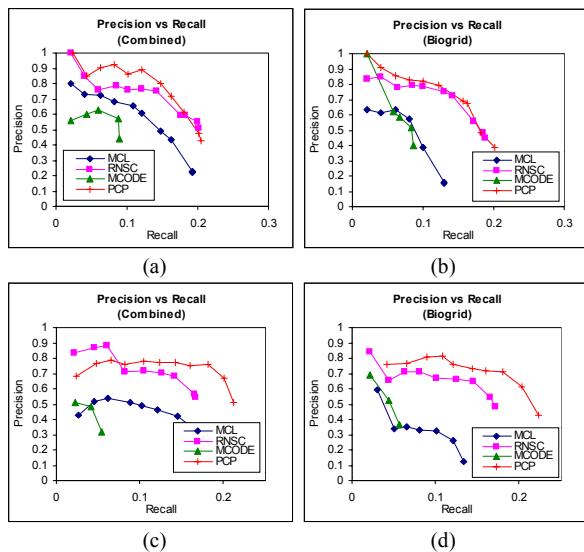 Precision vs Recall
(Combined)
1
0.9
0.8
0.7
0.6
0.5
0.4
0.3
0.2
0.1
0
Precision
MCL
RNSC
MCODE
PCP
0
0.1
0.2
0.3
Recall
(a)
Precision vs Recall
(Biogrid)
1
0.9
0.8
0.7
0.6
0.5
0.4
0.3
0.2
0.1
0
Precision
MCL
RNSC
MCODE
PCP
0
0.1
0.2
0.3
Recall
(b)
Precision vs Recall
(Combined)
1
0.9
0.8
0.7
0.6
0.5
0.4
0.3
0.2
0.1
0
Precision
MCL
RNSC
MCODE
PCP
0
0.1
0.2
Recall
(c)
Precision vs Recall
(Biogrid)
1
0.9
0.8
0.7
0.6
0.5
0.4
0.3
0.2
0.1
0
Precision
MCL
RNSC
MCODE
PCP
0
0.1
0.2
Recall
(d)